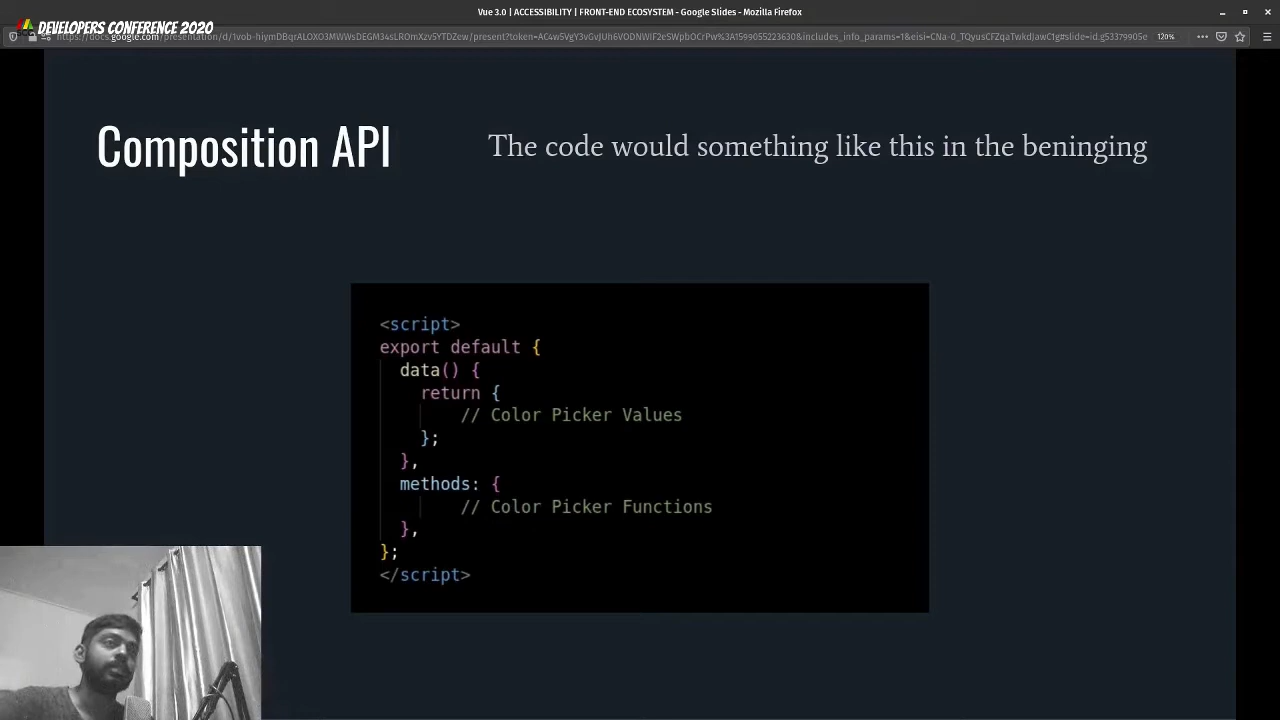 DEVELOPERS CONFERENCE 2020
Vue 3.0 | ACCESSIBILITY | FRONT-END ECOSYSTEM - Google Slides - Mozilla Firefox
120%
Composition API
The code would something like this in the beninging
<script>
export default {
data() {
return {
// Color Picker Values
};
},
methods: {
// Color Picker Functions
},
};
</script>